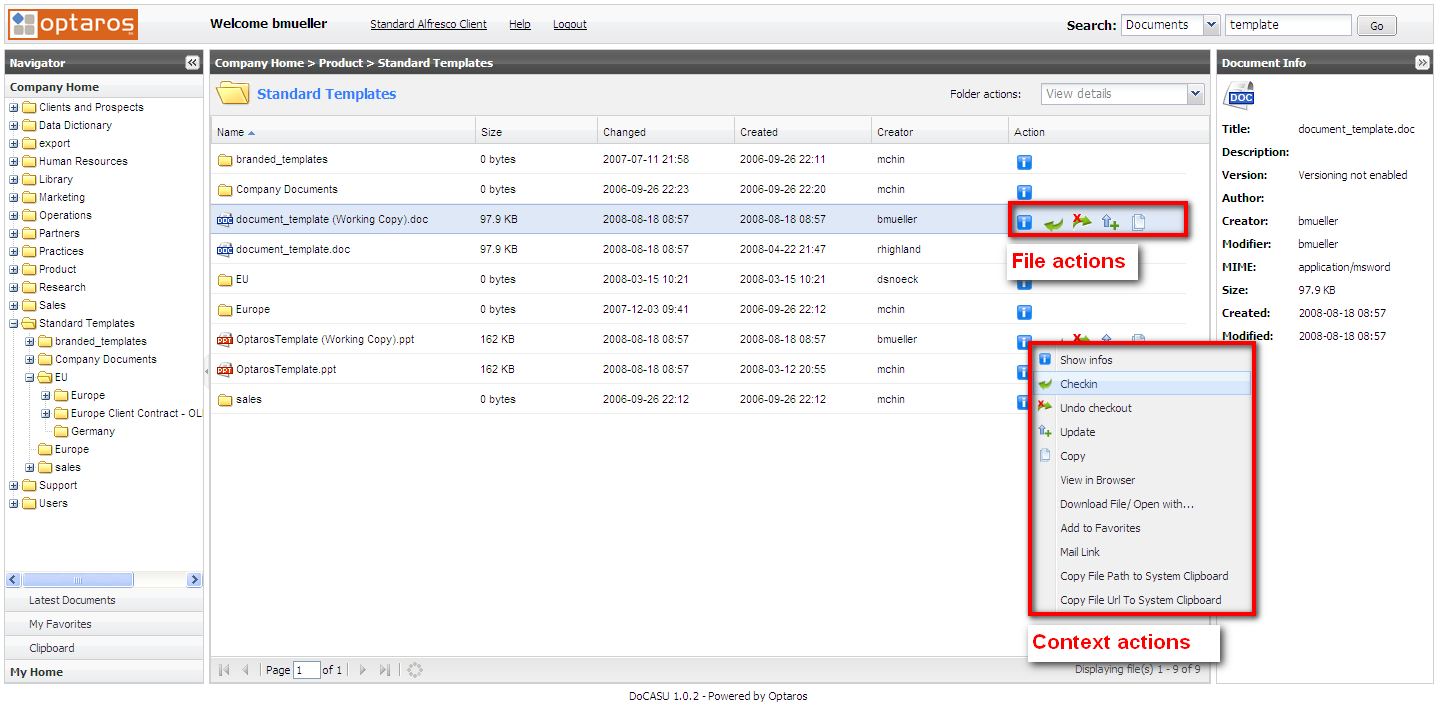 optaros
Welcome bmueller
Standard Alfresco Client Help Logout
Search: Documents template Go
Navigator
Company Home
Clients and Prospects
Data Dictionary
export
Human Resources
Library
Marketing
Operations
Partners
Practices
Product
Research
Sales
Standard Templates
branded_templates
Company Documents
EU
Europe
Europe Client Contract - OLI
Germany
Europe
sales
Support
Users
Latest Documents
My Favorites
Clipboard
My Home
Company Home > Product > Standard Templates
Standard Templates
Folder actions: View details
Name Size Changed Created Creator Action
branded_templates 0 bytes 2007-07-11 21:58 2006-09-26 22:11 mchin
Company Documents 0 bytes 2006-09-26 22:23 2006-09-26 22:20 mchin
DOC document_template (Working Copy).doc 97.9 KB 2008-08-18 08:57 2008-08-18 08:57 bmueller
DOC document_template.doc 97.9 KB 2008-08-18 08:57 2008-04-22 21:47 rhighland
File actions
EU 0 bytes 2008-03-15 10:21 2008-03-15 10:21 dsnoeck
Europe 0 bytes 2007-12-03 09:41 2006-09-26 22:12 mchin
PPT OptarosTemplate (Working Copy).ppt 162 KB 2008-08-18 08:57 2008-08-18 08:57 bmueller
PPT OptarosTemplate.ppt 162 KB 2008-08-18 08:57 2008-03-12 20:55 mchin
sales 0 bytes 2006-09-26 22:12 2006-09-26 22:12 mchin
Show infos
Checkin
Undo checkout
Update
Copy
View in Browser
Download File/ Open with...
Add to Favorites
Mail Link
Copy File Path to System Clipboard
Copy File Url To System Clipboard
Context actions
Page 1 of 1
Displaying file(s) 1 - 9 of 9
Document Info
DOC
Title: document_template.doc
Description:
Version: Versioning not enabled
Author:
Creator: bmueller
Modifier: bmueller
MIME: application/msword
Size: 97.9 KB
Created: 2008-08-18 08:57
Modified: 2008-08-18 08:57
DoCASU 1.0.2 - Powered by Optaros